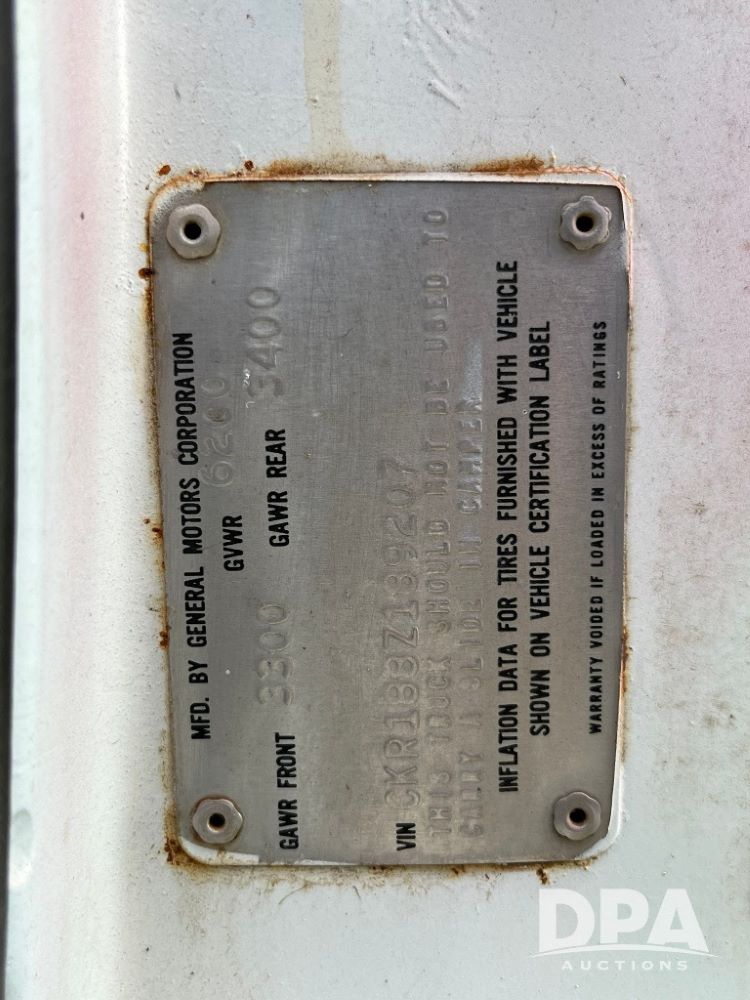 MFD. BY GENERAL MOTORS CORPORATION
GVWR 6200
GAWR FRONT 3300 GAWR REAR 3400
VIN CKR188Z189207
THIS TRUCK SHOULD NOT BE USED TO
CARRY A SLIDE IN CAMPER
INFLATION DATA FOR TIRES FURNISHED WITH VEHICLE
SHOWN ON VEHICLE CERTIFICATION LABEL
WARRANTY VOIDED IF LOADED IN EXCESS OF RATINGS
DPA
AUCTIONS